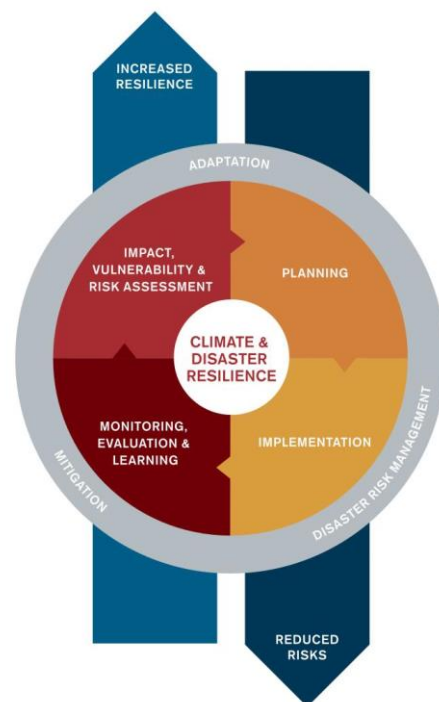 INCREASED
RESILIENCE
ADAPTATION
IMPACT,
VULNERABILITY &
RISK ASSESSMENT
PLANNING
CLIMATE &
DISASTER
RESILIENCE
MONITORING,
EVALUATION &
LEARNING
IMPLEMENTATION
MITIGATION
DISASTER RISK MANAGEMENT
REDUCED
RISKS